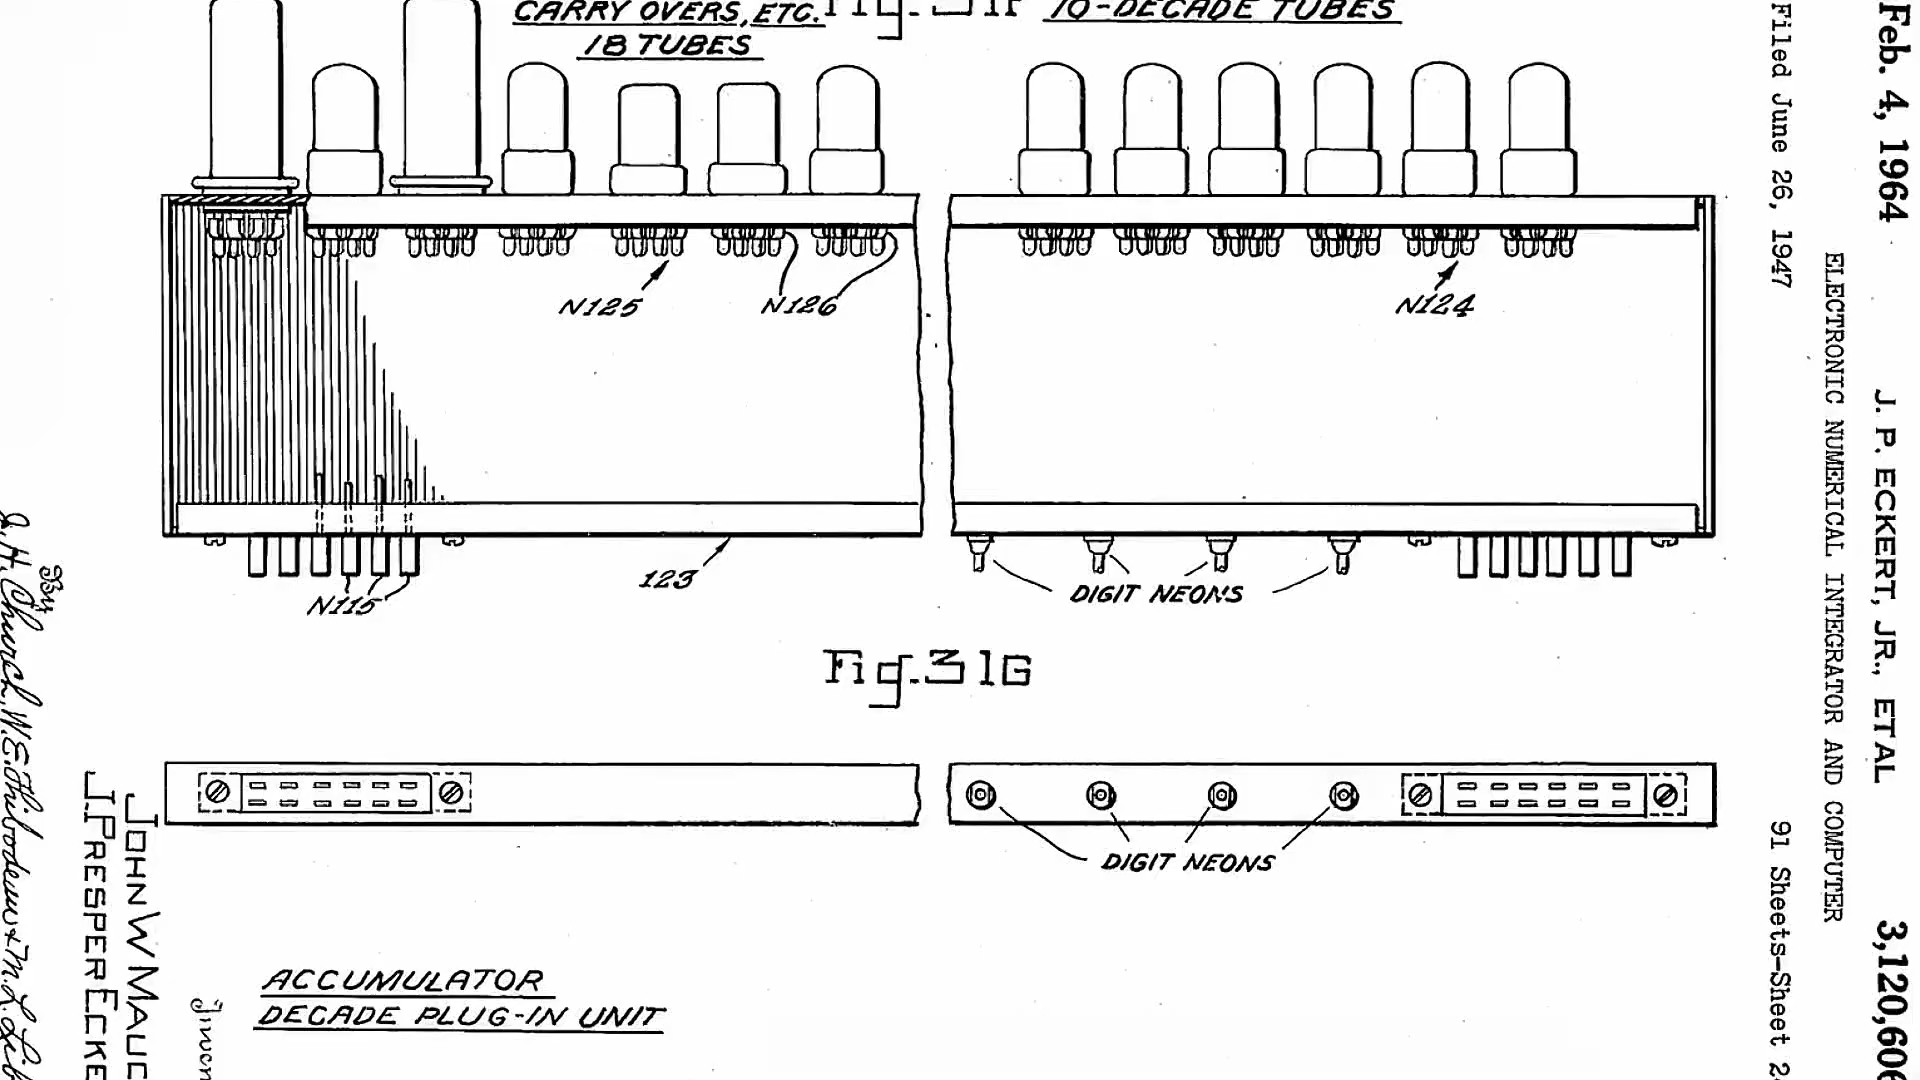 CARRY OVERS, ETC.
18 TUBES
10-DECADE TUBES
N125
N126
N124
N115
123
DIGIT NEONS
Fig. 31G
DIGIT NEONS
ACCUMULATOR
DECADE PLUG-IN UNIT
Feb. 4, 1964
J. P. ECKERT, JR., ETAL
3,120,606
ELECTRONIC NUMERICAL INTEGRATOR AND COMPUTER
Filed June 26, 1947
91 Sheets-Sheet
JOHN W MAUC
J. PRESPER ECKE
By